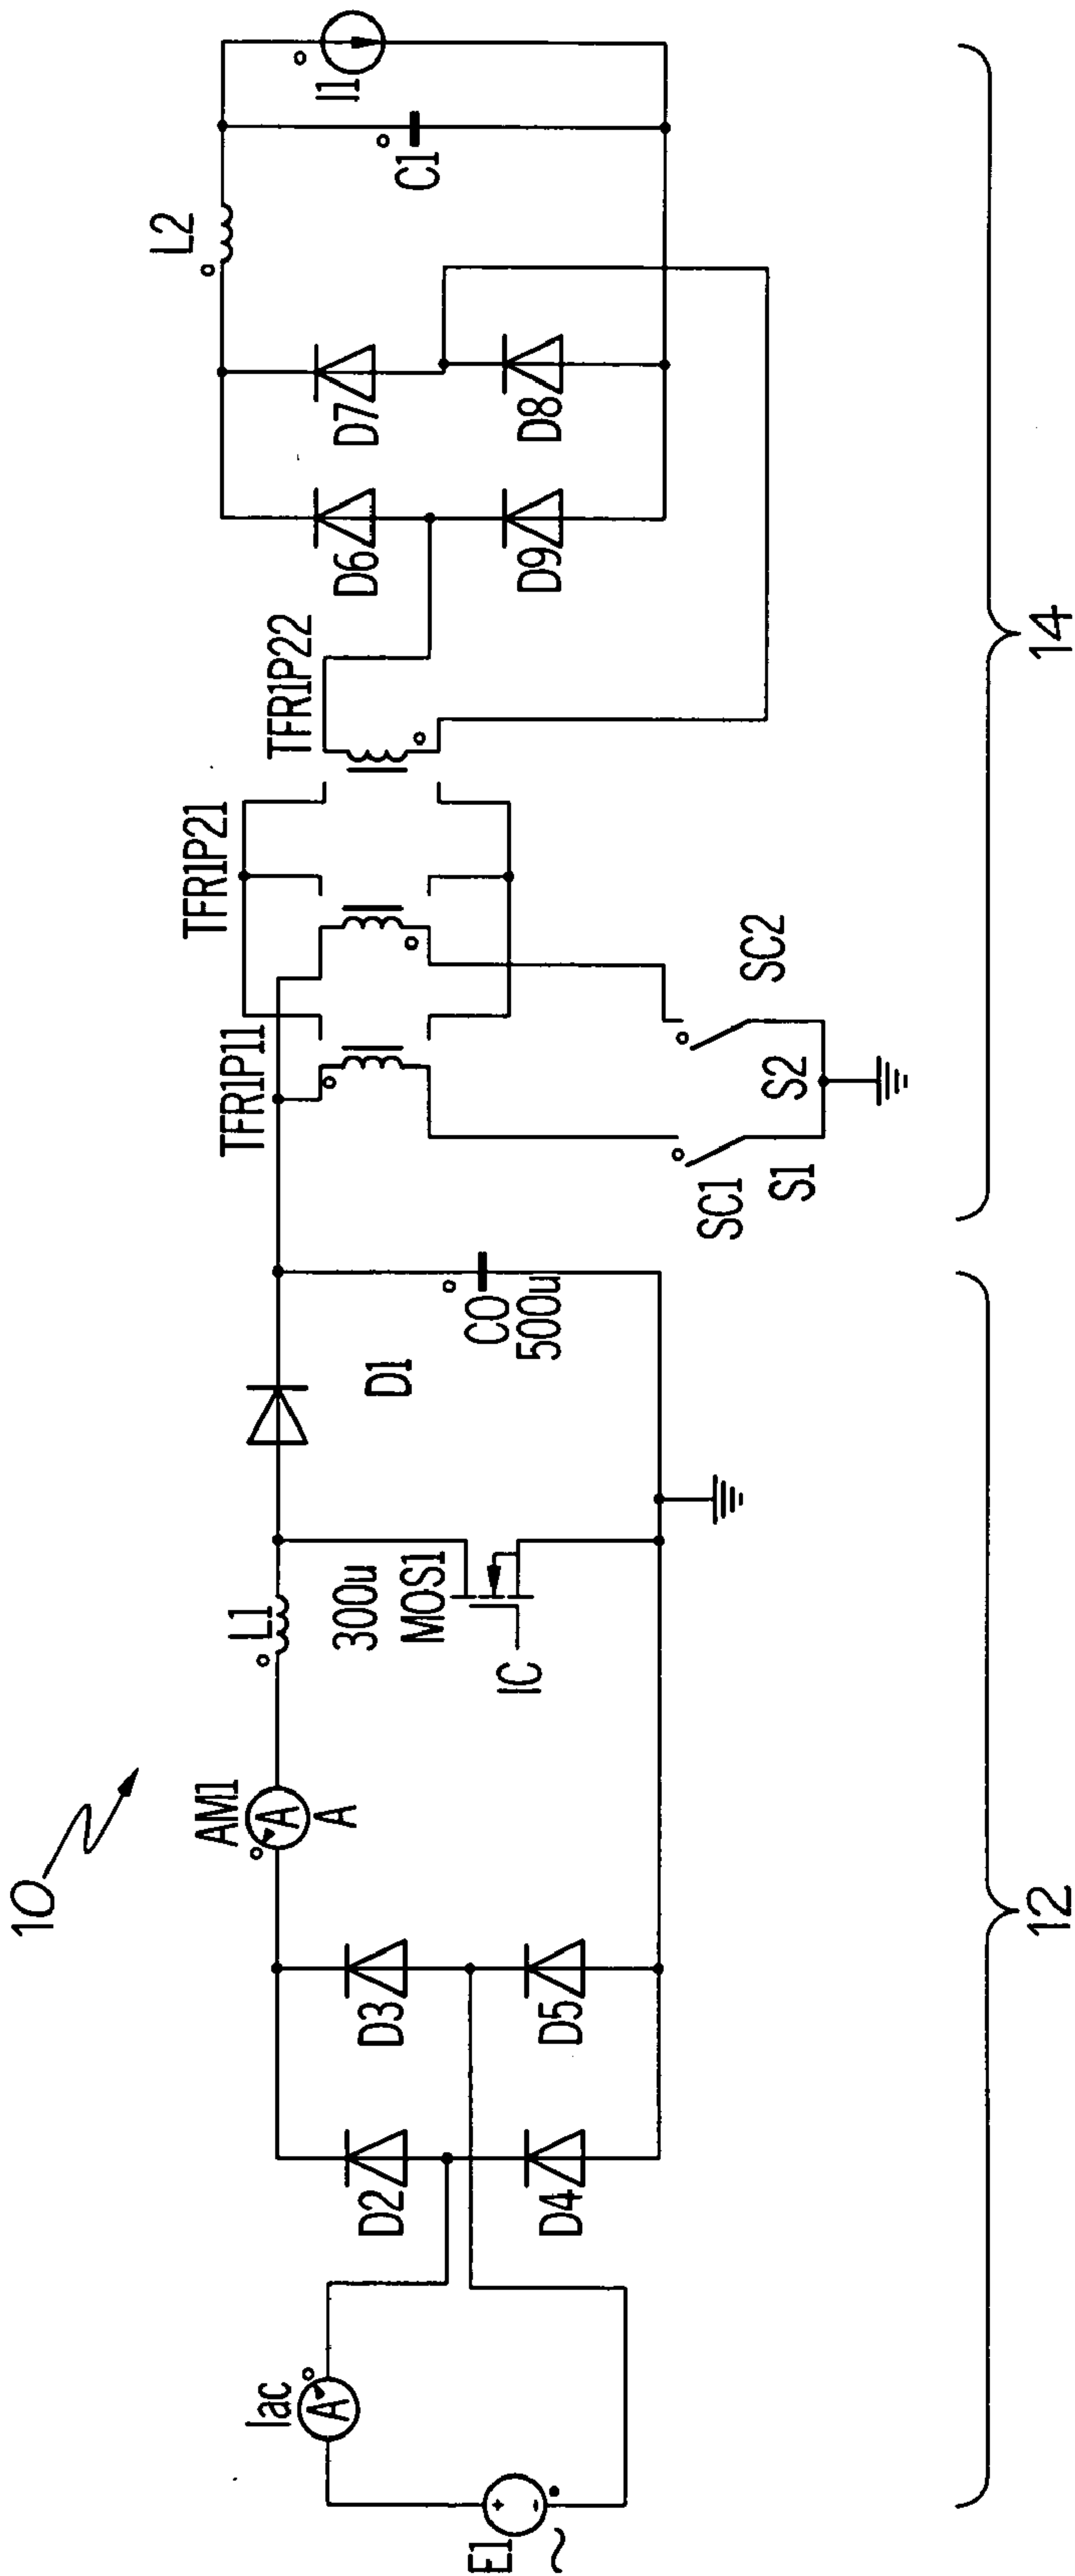 10
E1
~
Iac
A
D2
D3
D4
D5
AM1
A
A
L1
300u
MOS1
IC
D1
CO
500u
TFR1P11
TFR1P21
TFR1P22
SC1
S1
S2
SC2
D6
D7
D9
D8
L2
C1
I1
12
14